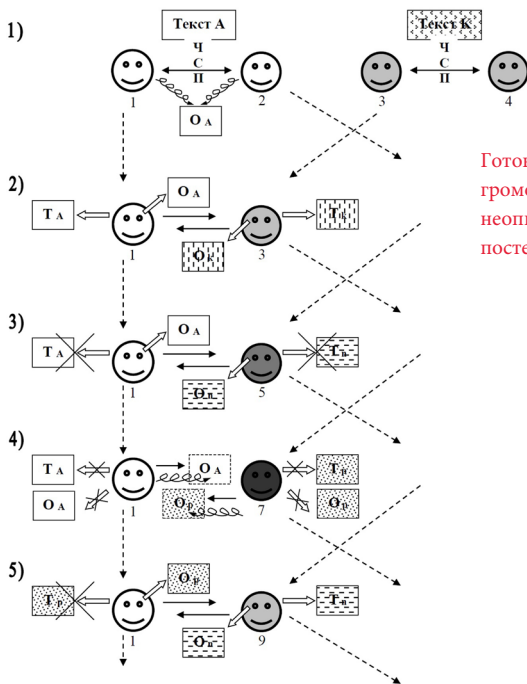 1)
Текст А
Текст К
Ч
С
П
Ч
С
П
1
2
3
4
О А
Готов
громо
неопи
посте
2)
Т А
О А
О к
Т к
1
3
3)
Т А
О А
О п
Т п
1
5
4)
Т А
О А
О А
О р
Т р
О р
1
7
5)
Т р
О р
О п
Т п
1
9